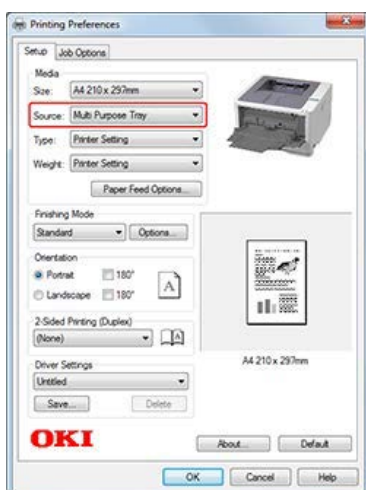 Printing Preferences
Setup Job Options
Media
Size: A4 210 x 297mm
Source: Multi Purpose Tray
Type: Printer Setting
Weight: Printer Setting
Paper Feed Options...
Finishing Mode
Standard Options...
Orientation
Portrait 180°
Landscape 180°
A
2-Sided Printing (Duplex)
(None)
A4 210 x 297mm
Driver Settings
Untitled
Save... Delete
OKI
About... Default
OK Cancel Help